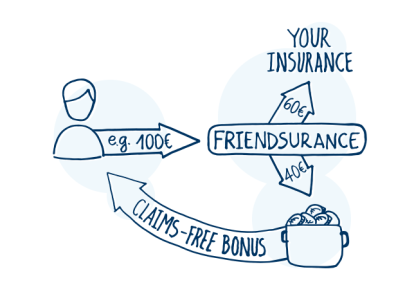 YOUR
INSURANCE
60€
e.g. 100€
FRIENDSURANCE
40€
CLAIMS-FREE BONUS